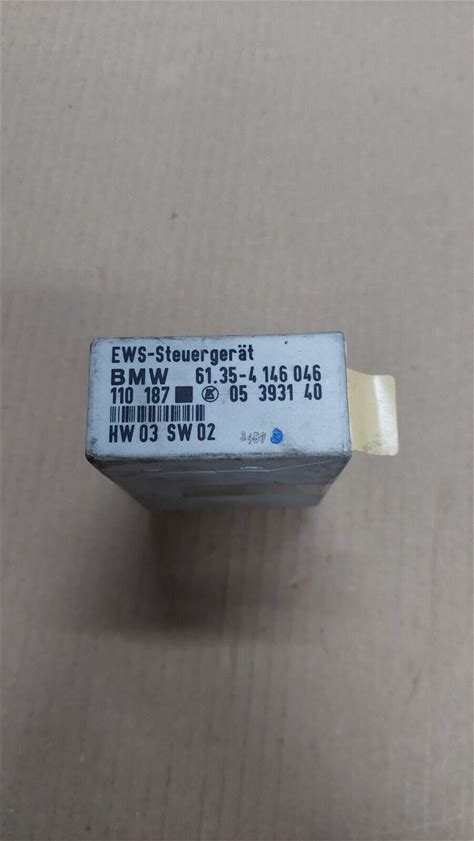 EWS-Steuergerät
BMW 61.35-4 146 046
110 187 05 3931 40
HW 03 SW 02